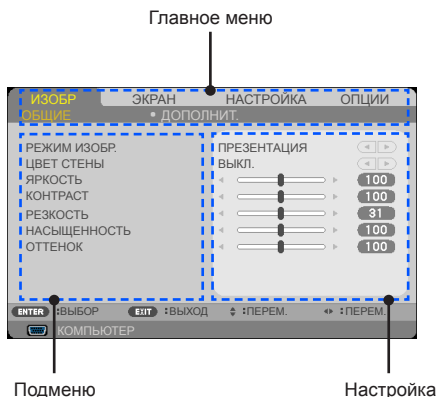 Главное меню
ИЗОБР ЭКРАН НАСТРОЙКА ОПЦИИ
ОБЩИЕ • ДОПОЛНИТ.
РЕЖИМ ИЗОБР. ПРЕЗЕНТАЦИЯ
ЦВЕТ СТЕНЫ ВЫКЛ.
ЯРКОСТЬ 100
КОНТРАСТ 100
РЕЗКОСТЬ 31
НАСЫЩЕННОСТЬ 100
ОТТЕНОК 100
ENTER :ВЫБОР EXIT :ВЫХОД :ПЕРЕМ. :ПЕРЕМ.
КОМПЬЮТЕР
Подменю Настройка